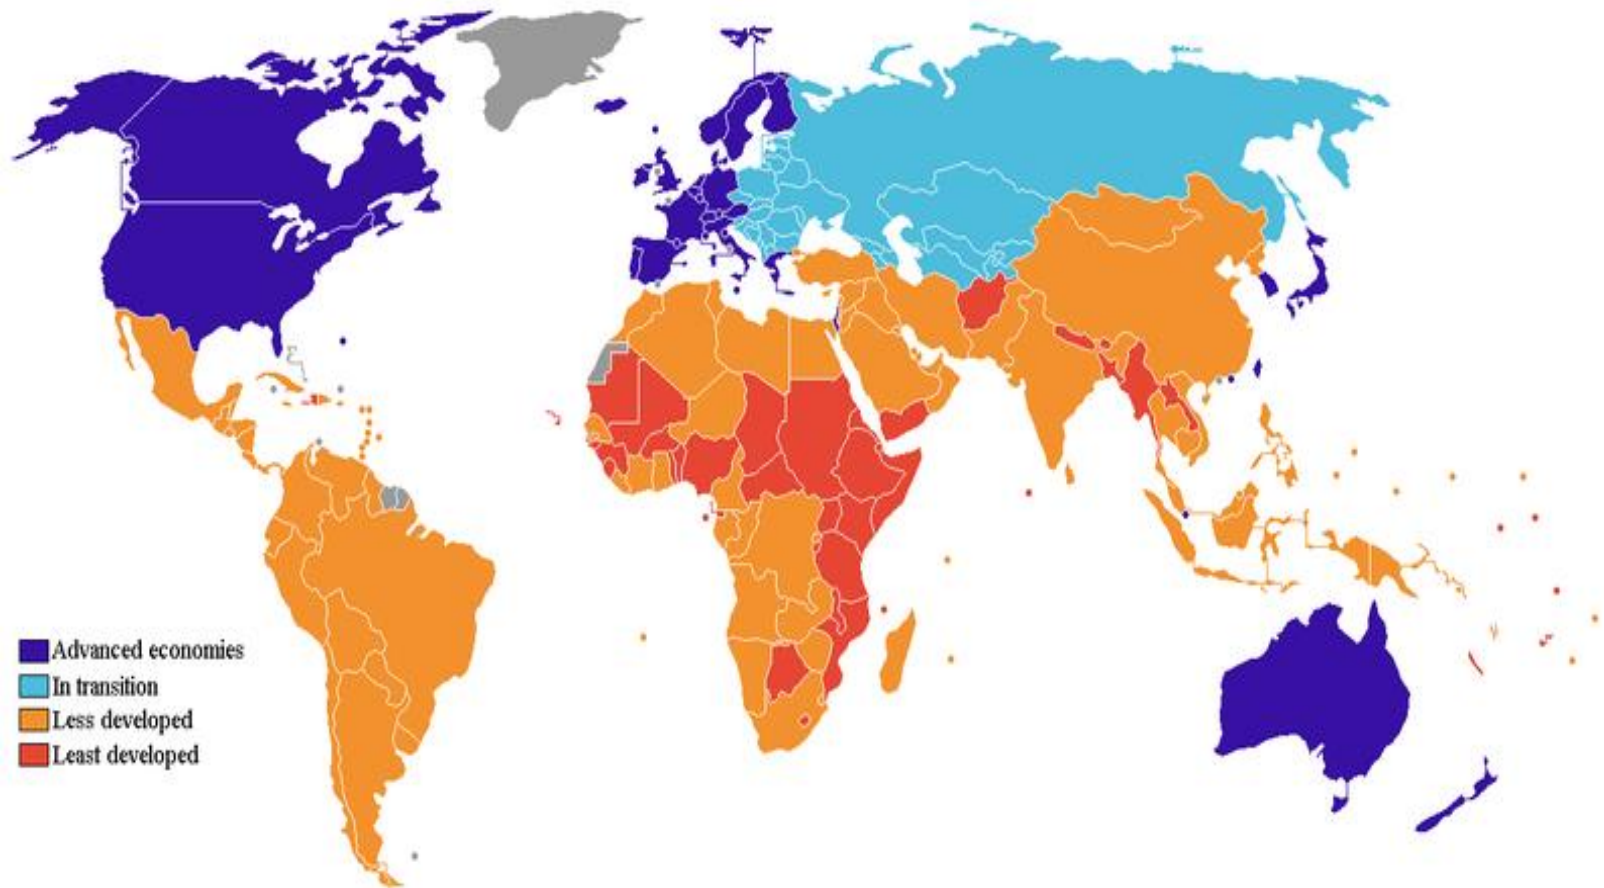 Advanced economies
In transition
Less developed
Least developed